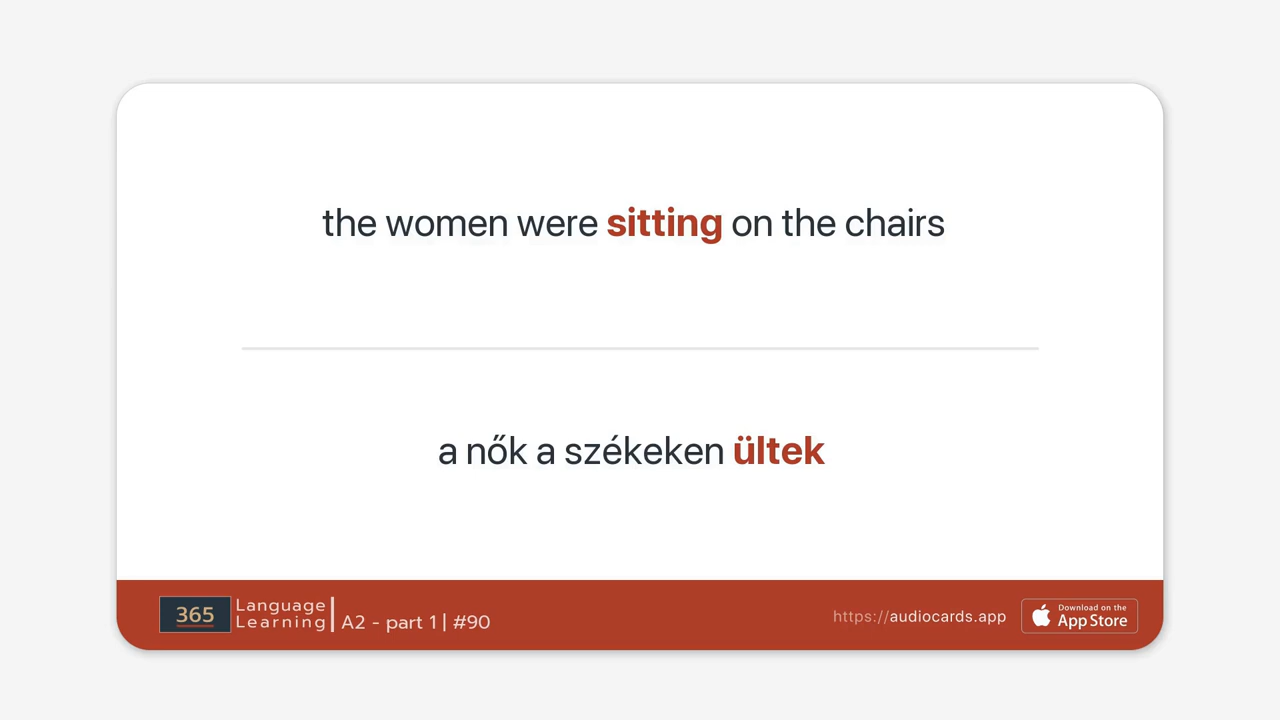 the women were sitting on the chairs
a nők a székeken ültek
365 Language Learning
A2 - part 1 | #90
https://audiocards.app
Download on the App Store